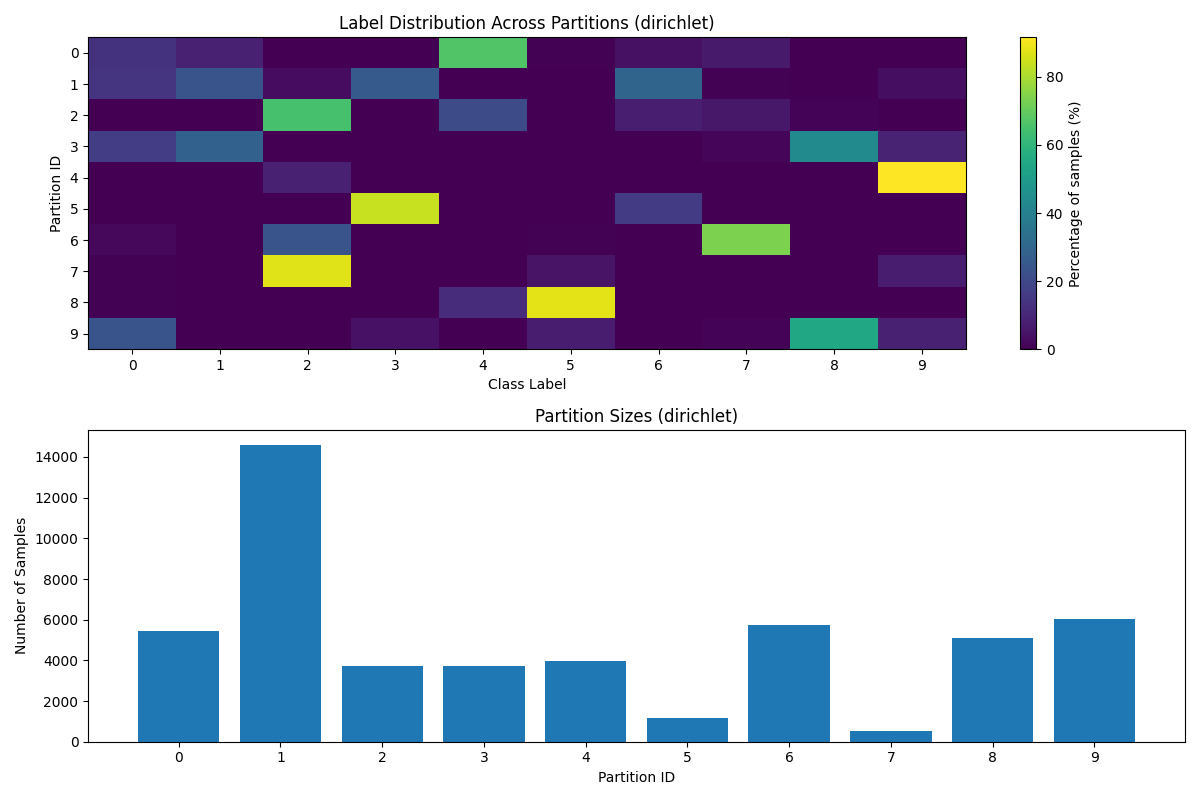 Label Distribution Across Partitions (dirichlet)
Partition ID
0
1
2
3
4
5
6
7
8
9
0 1 2 3 4 5 6 7 8 9
Class Label
80
60
40
20
0
Percentage of samples (%)
Partition Sizes (dirichlet)
Number of Samples
14000
12000
10000
8000
6000
4000
2000
0
0 1 2 3 4 5 6 7 8 9
Partition ID